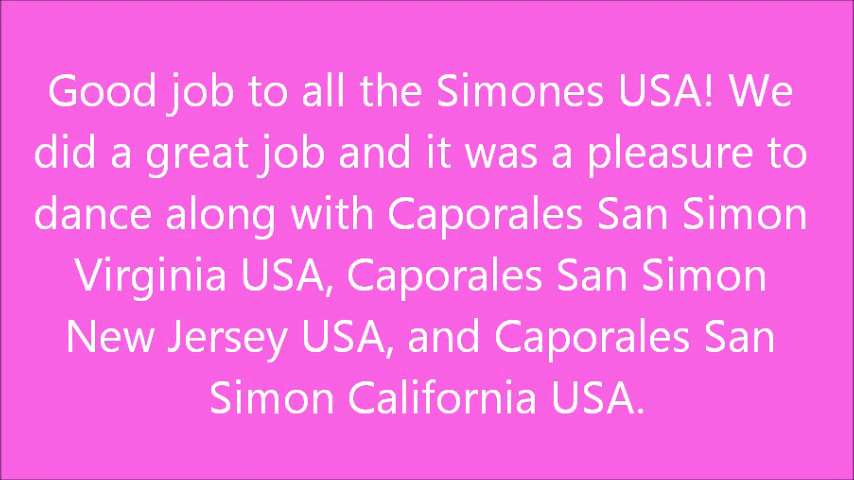 Good job to all the Simones USA! We
did a great job and it was a pleasure to
dance along with Caporales San Simon
Virginia USA, Caporales San Simon
New Jersey USA, and Caporales San
Simon California USA.